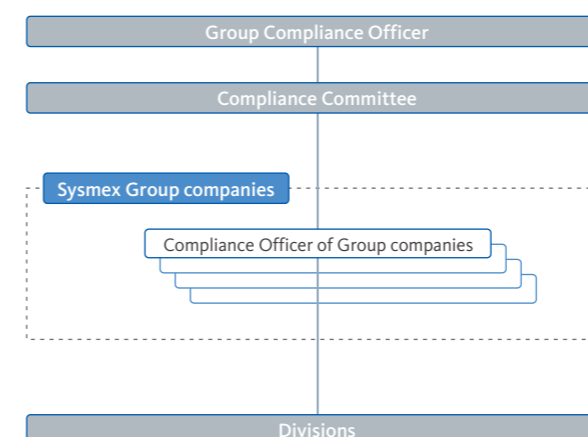 Group Compliance Officer
Compliance Committee
Sysmex Group companies
Compliance Officer of Group companies
Divisions